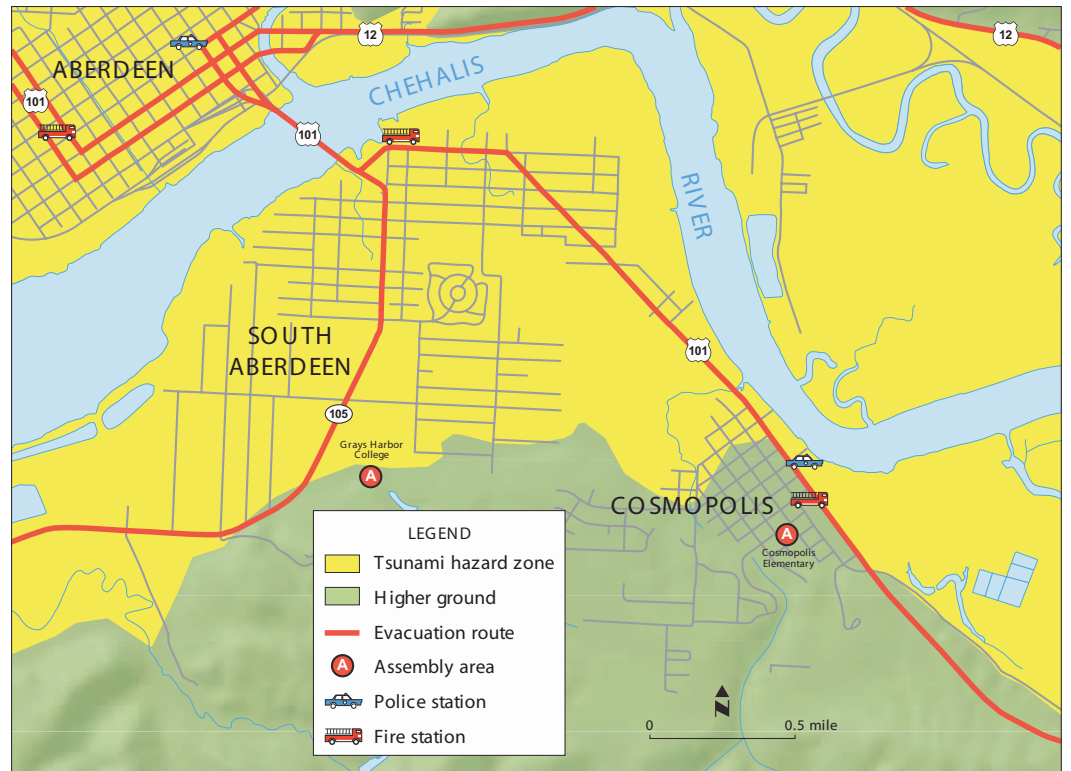 12
12
ABERDEEN
CHEHALIS
101
101
RIVER
SOUTH
ABERDEEN
101
105
Grays Harbor
College
A
COSMOPOLIS
A
Cosmopolis
Elementary
LEGEND
Tsunami hazard zone
Higher ground
Evacuation route
A
Assembly area
Police station
Fire station
N
0
0.5 mile